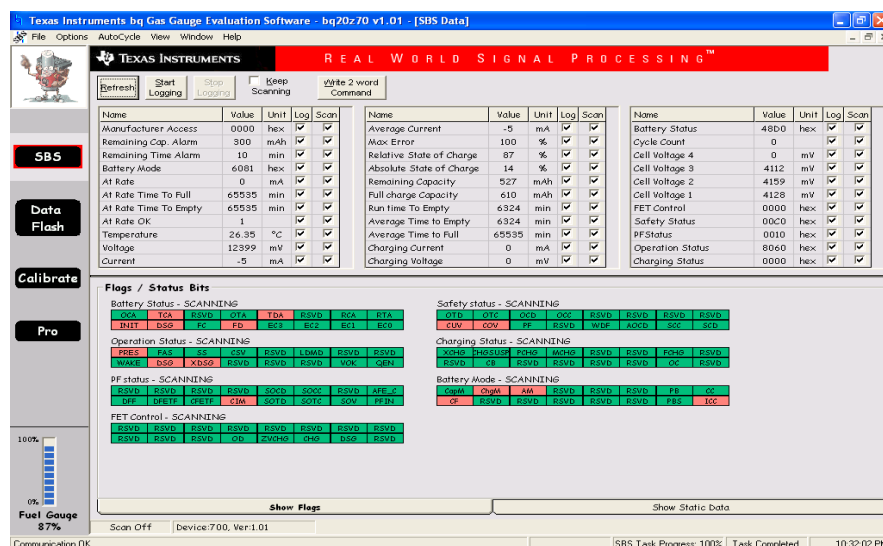 Texas Instruments bq Gas Gauge Evaluation Software - bq20z70 v1.01 - [SBS Data]
File Options AutoCycle View Window Help
TEXAS INSTRUMENTS REAL WORLD SIGNAL PROCESSING™
Refresh Start Logging Stop Logging Keep Scanning Write 2 word Command
Name Value Unit Log Scan Name Value Unit Log Scan Name Value Unit Log Scan
Manufacturer Access 0000 hex Average Current -5 mA Battery Status 48D0 hex
Remaining Cap. Alarm 300 mAh Max Error 100 % Cycle Count 0
Remaining Time Alarm 10 min Relative State of Charge 87 % Cell Voltage 4 0 mV
Battery Mode 6081 hex Absolute State of Charge 14 % Cell Voltage 3 4112 mV
At Rate 0 mA Remaining Capacity 527 mAh Cell Voltage 2 4159 mV
At Rate Time To Full 65535 min Full charge Capacity 610 mAh Cell Voltage 1 4128 mV
At Rate Time To Empty 65535 min Run time To Empty 6324 min FET Control 0000 hex
At Rate OK 1 Average Time to Empty 6324 min Safety Status 00C0 hex
Temperature 26.35 °C Average Time to Full 65535 min PFStatus 0010 hex
Voltage 12399 mV Charging Current 0 mA Operation Status 8060 hex
Current -5 mA Charging Voltage 0 mV Charging Status 0000 hex
SBS
Data Flash
Calibrate
Pro
Flags / Status Bits
Battery Status - SCANNING
OCA TCA RSVD OTA TDA RSVD RCA RTA
INIT DSG FC FD EC3 EC2 EC1 EC0
Safety status - SCANNING
OTD OTC OCD OCC RSVD RSVD RSVD RSVD
CUV COV PF RSVD WDF AOCD SCC SCD
Operation Status - SCANNING
PRES FAS SS CSV RSVD LDMD RSVD RSVD
WAKE DSG XDSG RSVD RSVD RSVD VOK QEN
Charging Status - SCANNING
XCHG CHGSUSP PCHG MCHG RSVD RSVD FCHG RSVD
RSVD CB RSVD RSVD RSVD RSVD OC RSVD
PF status - SCANNING
RSVD RSVD RSVD RSVD SOCD SOCC RSVD AFE_C
DFF DFETF CFETF CIM SOTD SOTC SOV PFIN
Battery Mode - SCANNING
CapM ChgM AM RSVD RSVD RSVD PB CC
CF RSVD RSVD RSVD RSVD RSVD PBS ICC
FET Control - SCANNING
RSVD RSVD RSVD RSVD RSVD RSVD RSVD RSVD
RSVD RSVD RSVD OD ZVCHG CHG DSG RSVD
100%
0%
Fuel Gauge
87%
Show Flags Show Static Data
Scan Off Device:700, Ver:1.01
Communication OK SBS Task Progress: 100% Task Completed 10:32:02 PM